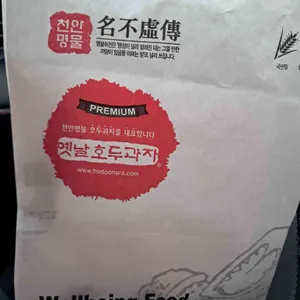 천안
명물
名不虛傳
PREMIUM
천안명물 호두과자를 대표합니다
옛날호두과자
www.hodoonara.com
Wellbeing Food